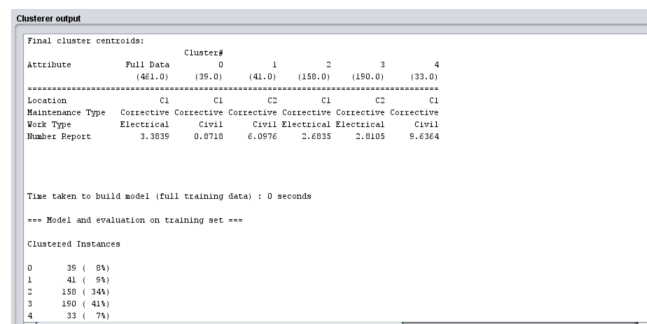 Clusterer output
Final cluster centroids:
Cluster#
Attribute Full Data 0 1 2 3 4
(461.0) (39.0) (41.0) (158.0) (190.0) (33.0)
================================================================================
Location C1 C1 C2 C1 C2 C1
Maintenance Type Corrective Corrective Corrective Corrective Corrective Corrective
Work Type Electrical Civil Civil Electrical Electrical Civil
Number Report 3.3839 0.8718 6.0976 2.6835 2.8105 9.6364
Time taken to build model (full training data) : 0 seconds
=== Model and evaluation on training set ===
Clustered Instances
0 39 ( 8%)
1 41 ( 9%)
2 158 ( 34%)
3 190 ( 41%)
4 33 ( 7%)